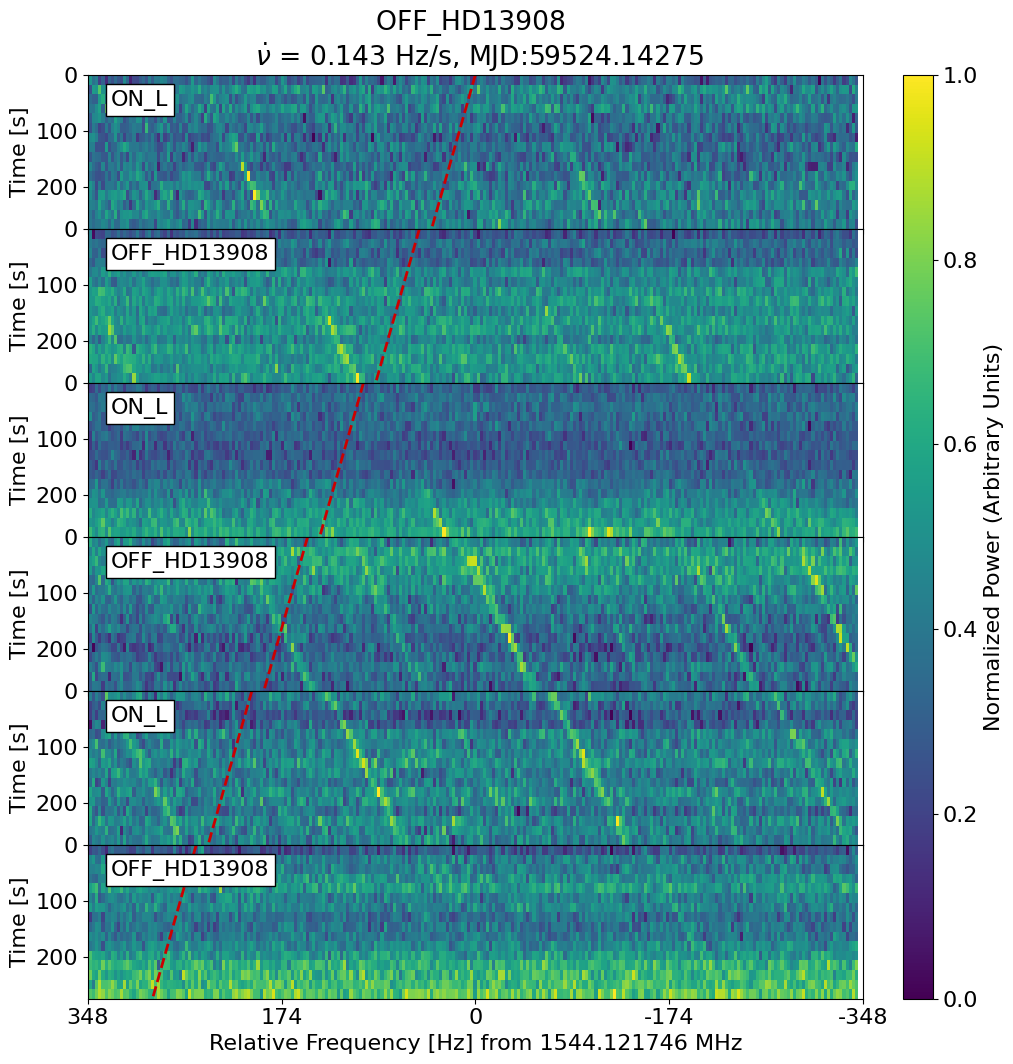 OFF_HD13908
ν̇ = 0.143 Hz/s, MJD:59524.14275
0
100
200
Time [s]
ON_L
0
100
200
Time [s]
OFF_HD13908
0
100
200
Time [s]
ON_L
0
100
200
Time [s]
OFF_HD13908
0
100
200
Time [s]
ON_L
0
100
200
Time [s]
OFF_HD13908
348 174 0 -174 -348
Relative Frequency [Hz] from 1544.121746 MHz
1.0
0.8
0.6
0.4
0.2
0.0
Normalized Power (Arbitrary Units)